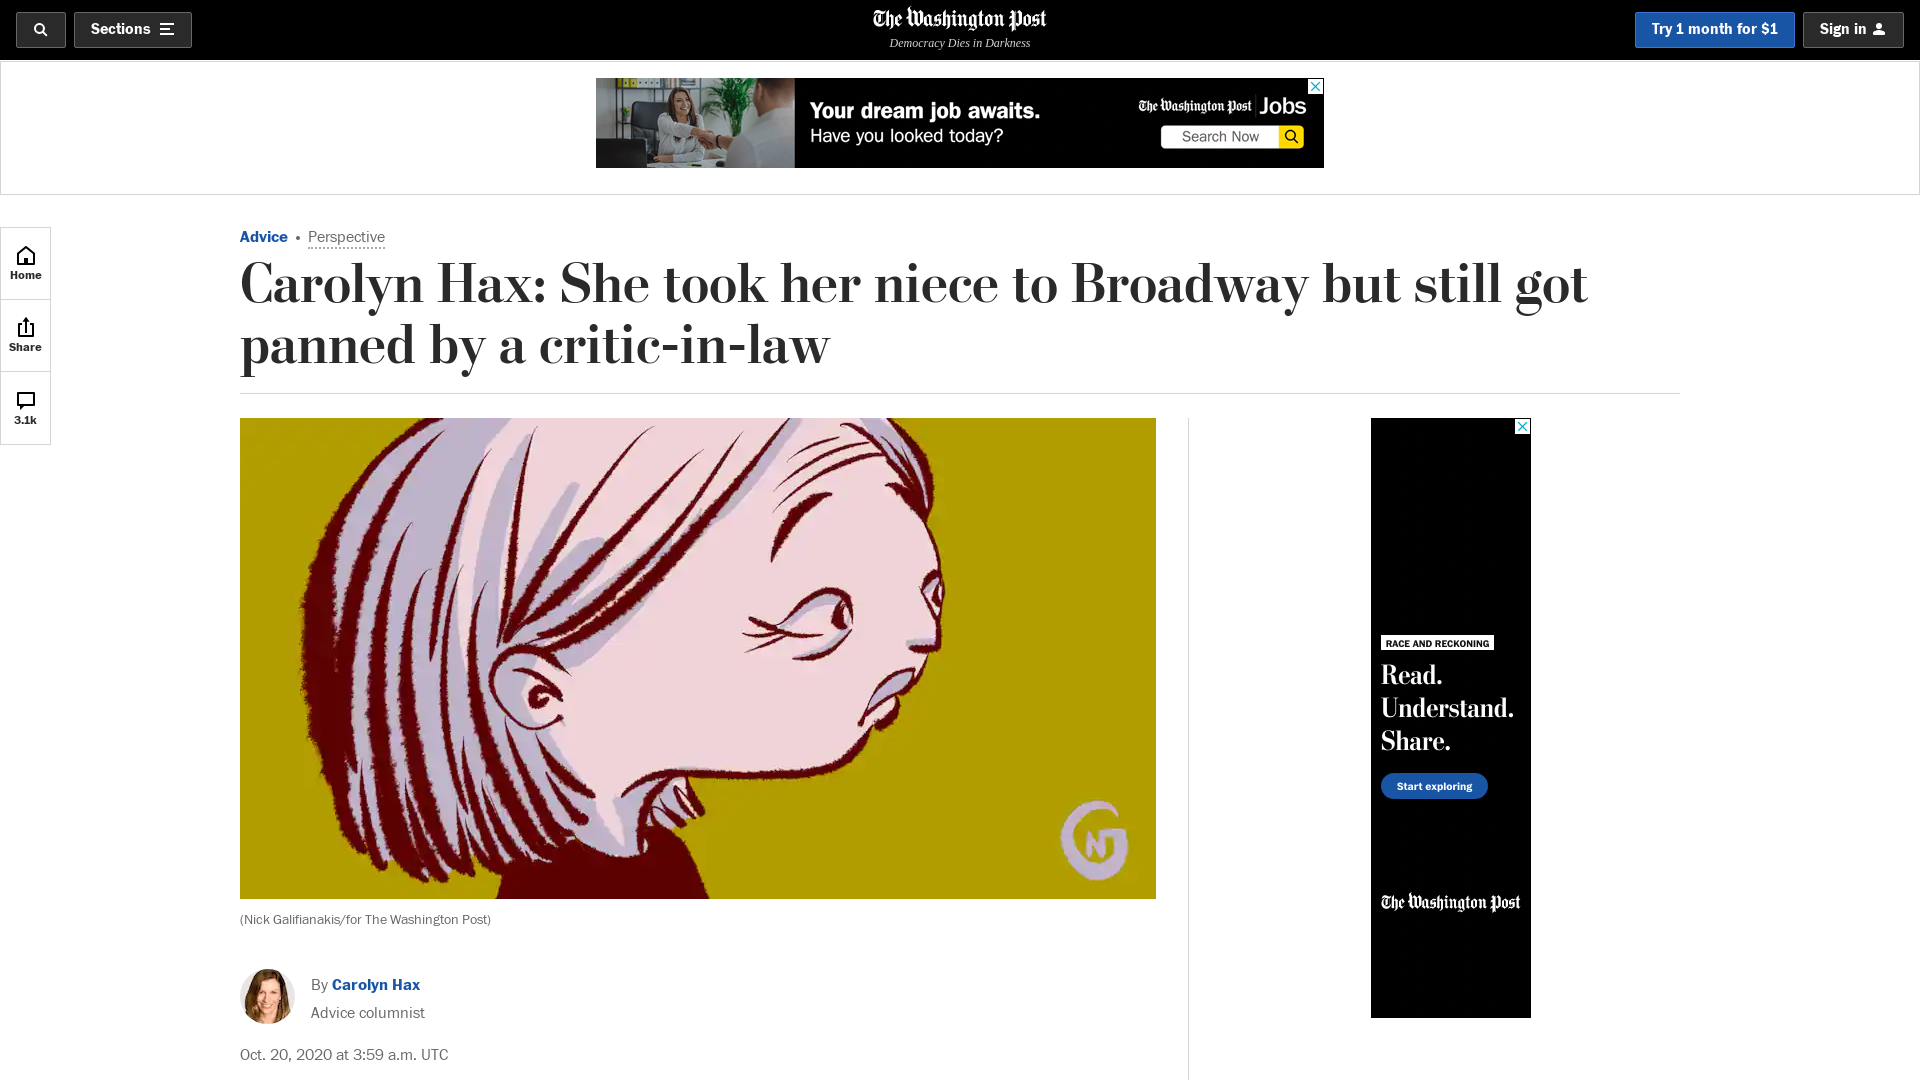 Sections
The Washington Post
Democracy Dies in Darkness
Try 1 month for $1
Sign in
Your dream job awaits.
Have you looked today?
The Washington Post Jobs
Search Now
Home
Share
3.1k
Advice • Perspective
Carolyn Hax: She took her niece to Broadway but still got
panned by a critic-in-law
NG
(Nick Galifianakis/for The Washington Post)
By Carolyn Hax
Advice columnist
Oct. 20, 2020 at 3:59 a.m. UTC
RACE AND RECKONING
Read.
Understand.
Share.
Start exploring
The Washington Post